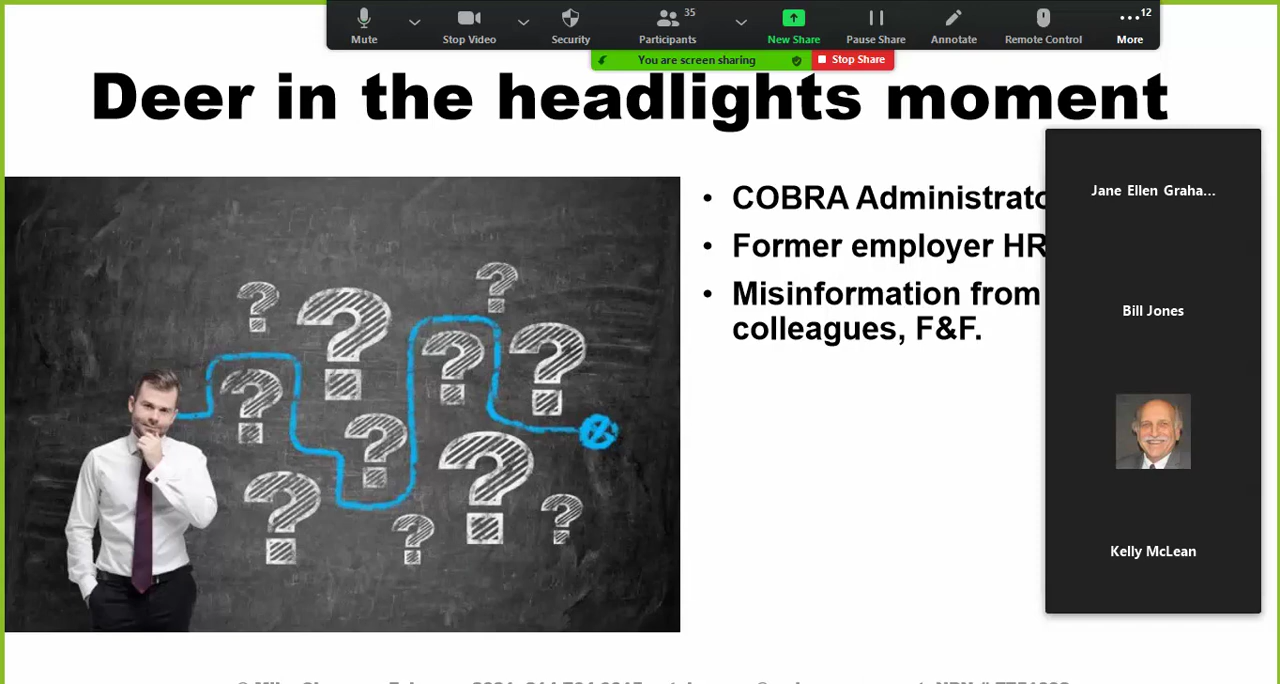 35
12
Mute
Stop Video
Security
Participants
New Share
Pause Share
Annotate
Remote Control
More
You are screen sharing
Stop Share
Deer in the headlights moment
Jane Ellen Graha...
• COBRA
• Former employer HR
Bill Jones
• Misinformation from
colleagues, F&F.
? ? ? ? ? ? ? ? ? ? ?
Kelly McLean